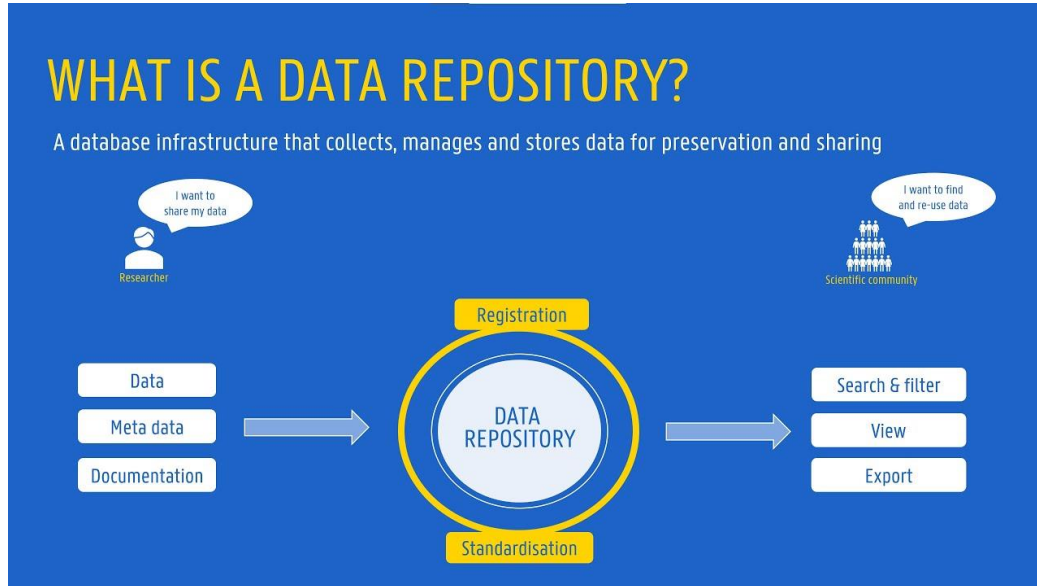 WHAT IS A DATA REPOSITORY?
A database infrastructure that collects, manages and stores data for preservation and sharing
I want to
share my data
Researcher
I want to find
and re-use data
Scientific community
Registration
Data
Meta data
Documentation
DATA
REPOSITORY
Search & filter
View
Export
Standardisation